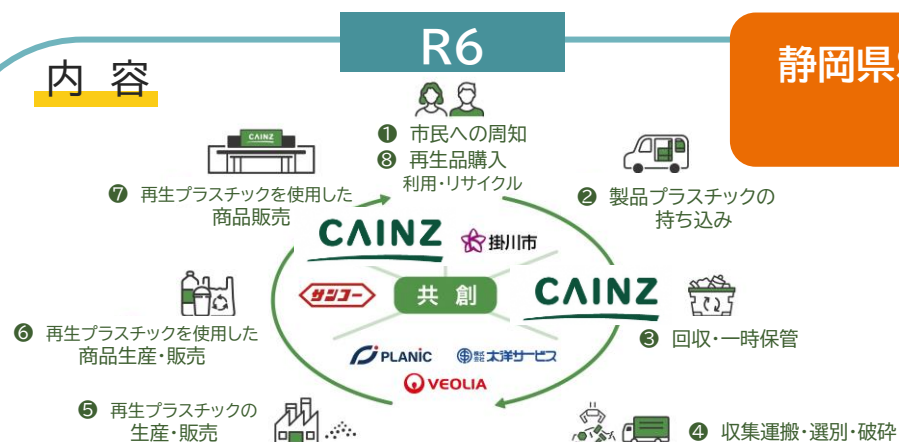 R6
静岡県
内 容
CAINZ
❶ 市民への周知
❽ 再生品購入
利用・リサイクル
❷ 製品プラスチックの
持ち込み
❼ 再生プラスチックを使用した
商品販売
CAINZ
掛川市
サンコー
共 創
CAINZ
❸ 回収・一時保管
❻ 再生プラスチックを使用した
商品生産・販売
PLANIC
株式会社 太洋サービス
VEOLIA
❺ 再生プラスチックの
生産・販売
❹ 収集運搬・選別・破砕